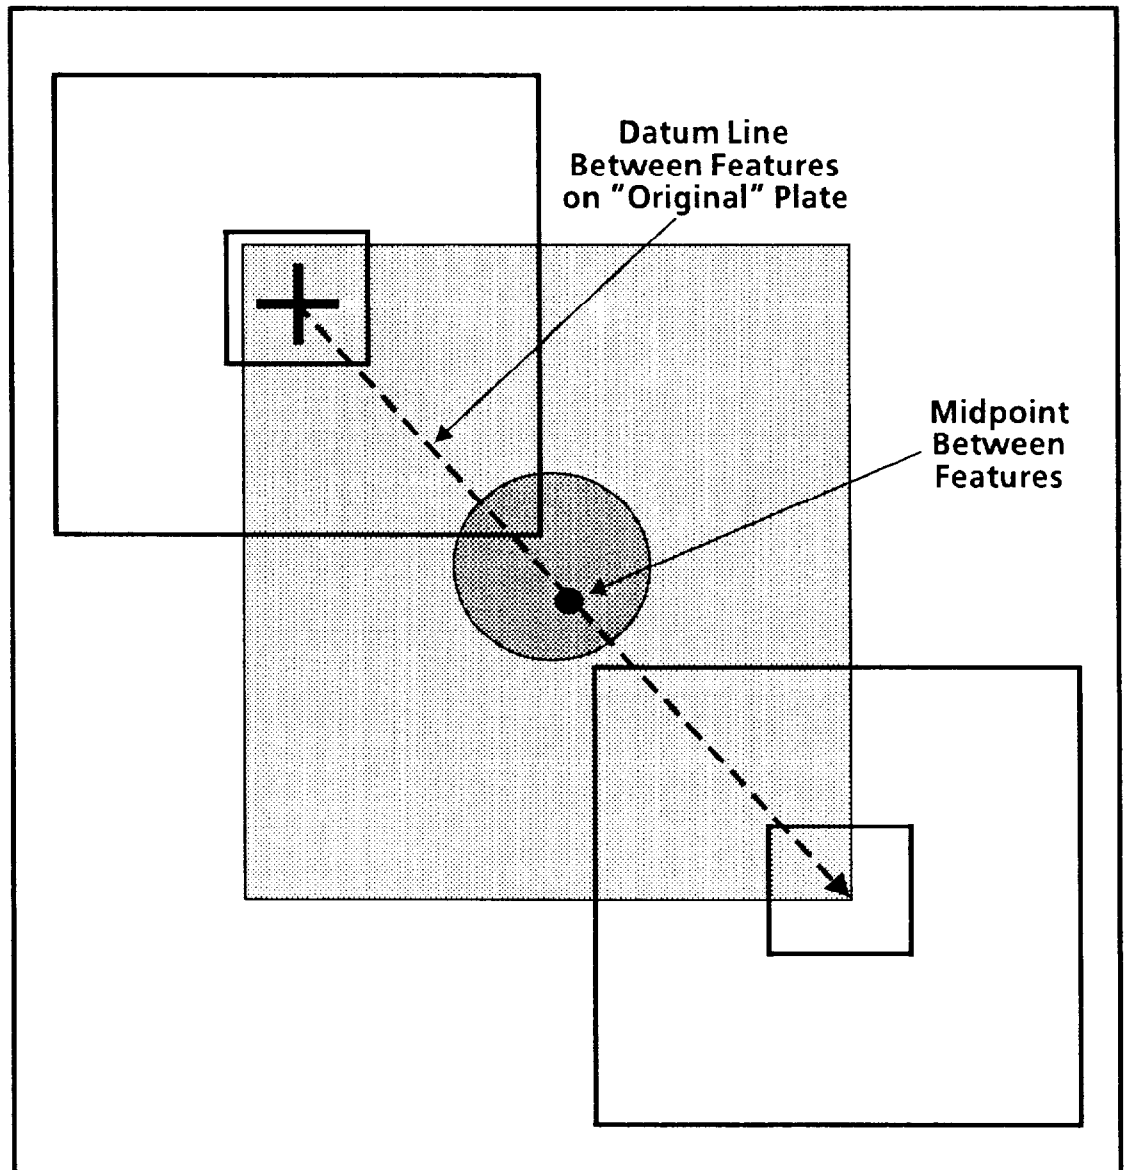 Datum Line
Between Features
on "Original" Plate
Midpoint
Between
Features